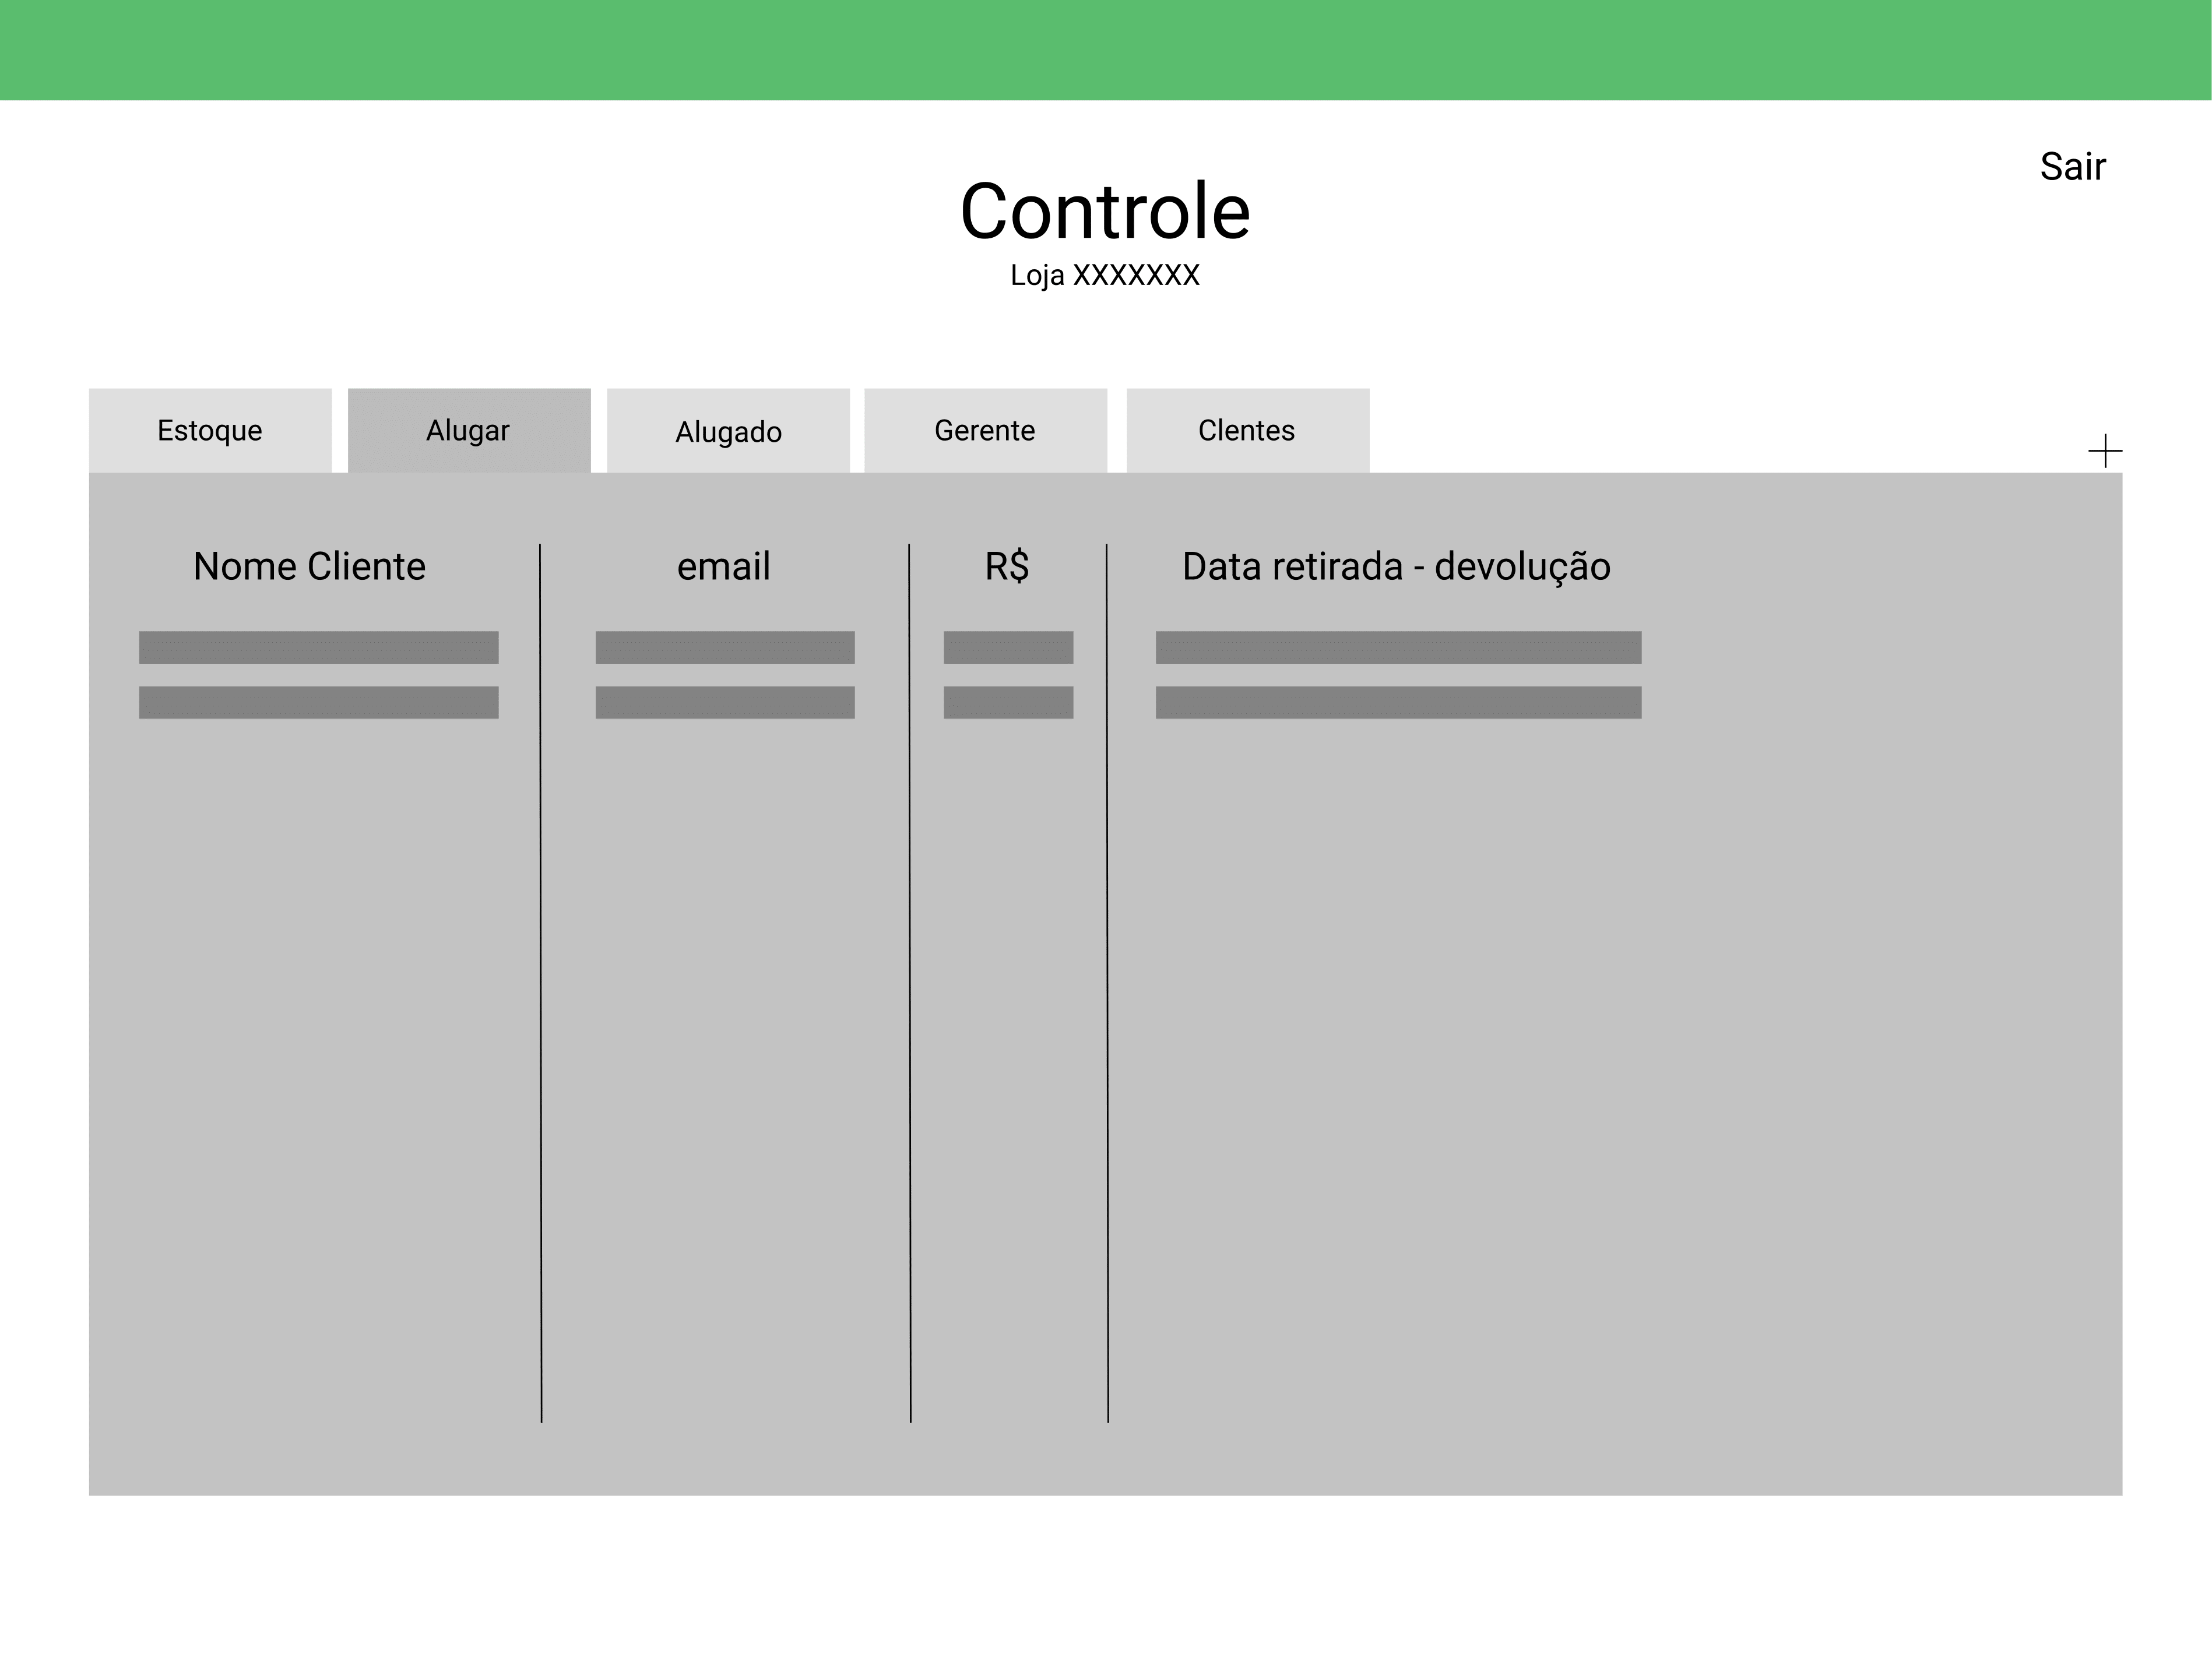 Sair
Controle
Loja XXXXXXX
Estoque
Alugar
Alugado
Gerente
Clentes
Nome Cliente
email
R$
Data retirada - devolução